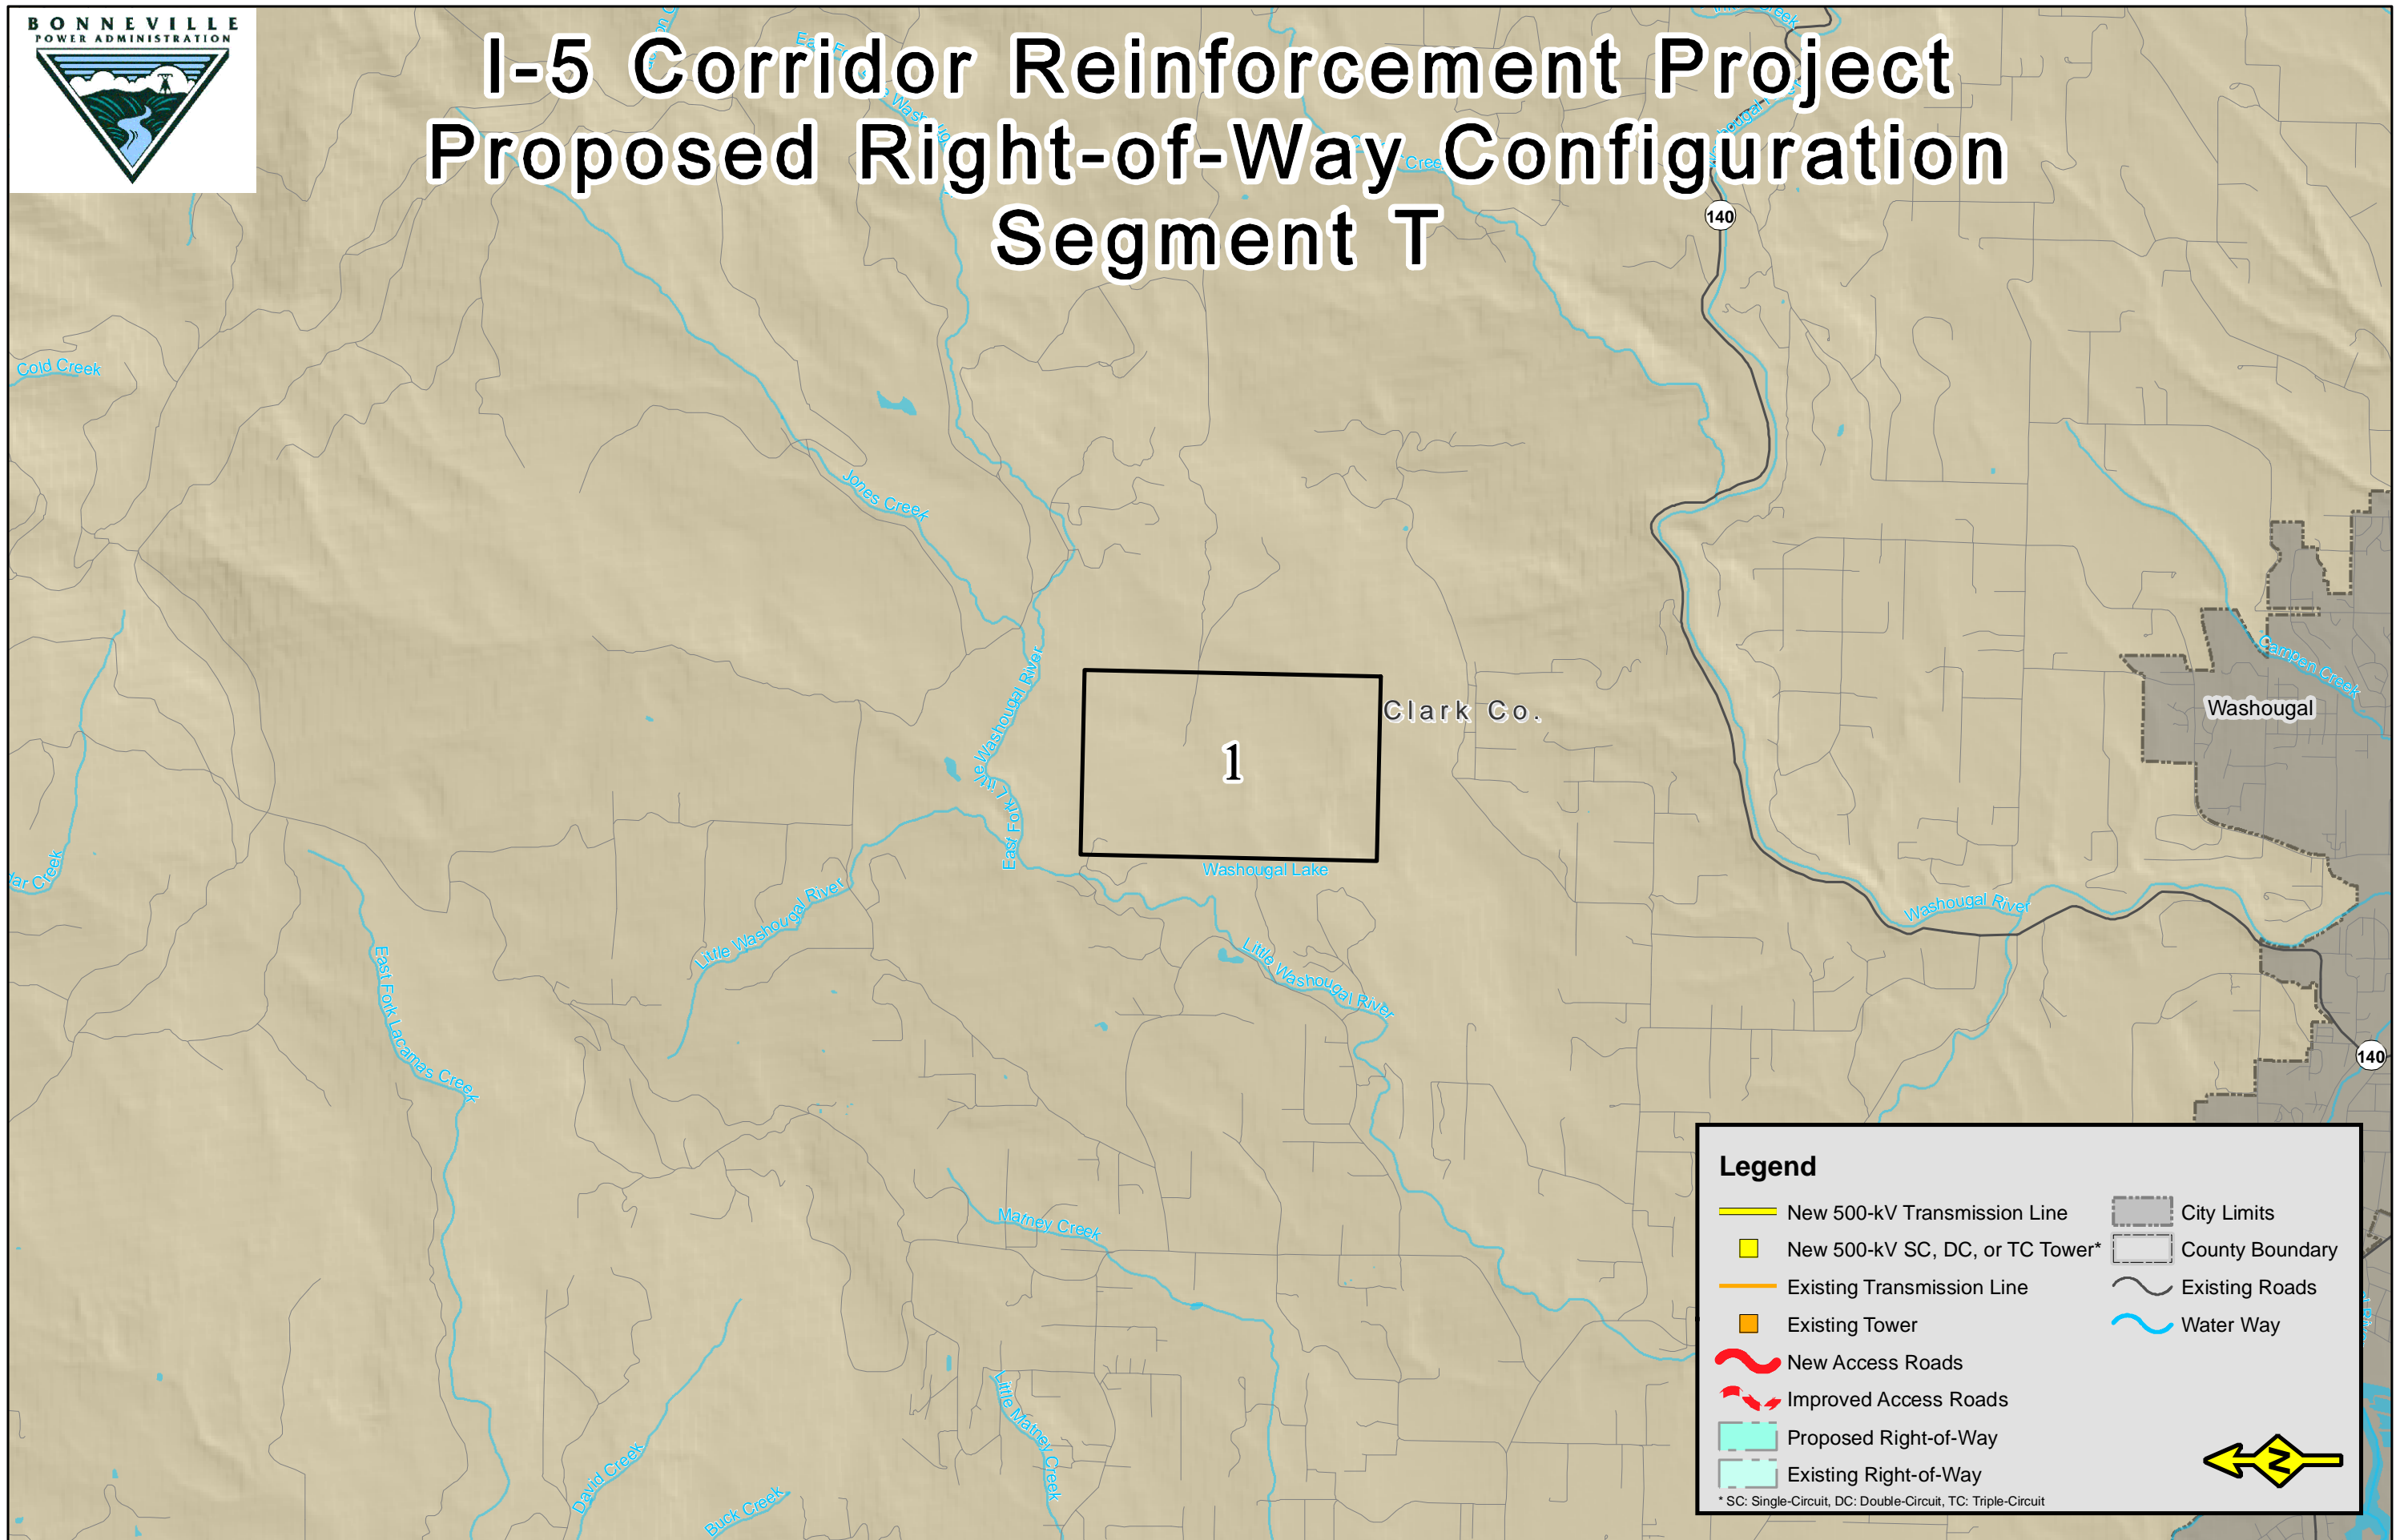 BONNEVILLE
POWER ADMINISTRATION
I-5 Corridor Reinforcement Project
Proposed Right-of-Way Configuration
Segment T
140
Cold Creek
Jones Creek
East Fork Little Washougal River
Clark Co.
1
Washougal Lake
Campen Creek
Washougal
Washougal River
Little Washougal River
Little Washougal River
East Fork Lacamas Creek
140
Matney Creek
Little Matney Creek
David Creek
Buck Creek
Legend
New 500-kV Transmission Line
New 500-kV SC, DC, or TC Tower*
Existing Transmission Line
Existing Tower
New Access Roads
Improved Access Roads
Proposed Right-of-Way
Existing Right-of-Way
City Limits
County Boundary
Existing Roads
Water Way
N
* SC: Single-Circuit, DC: Double-Circuit, TC: Triple-Circuit